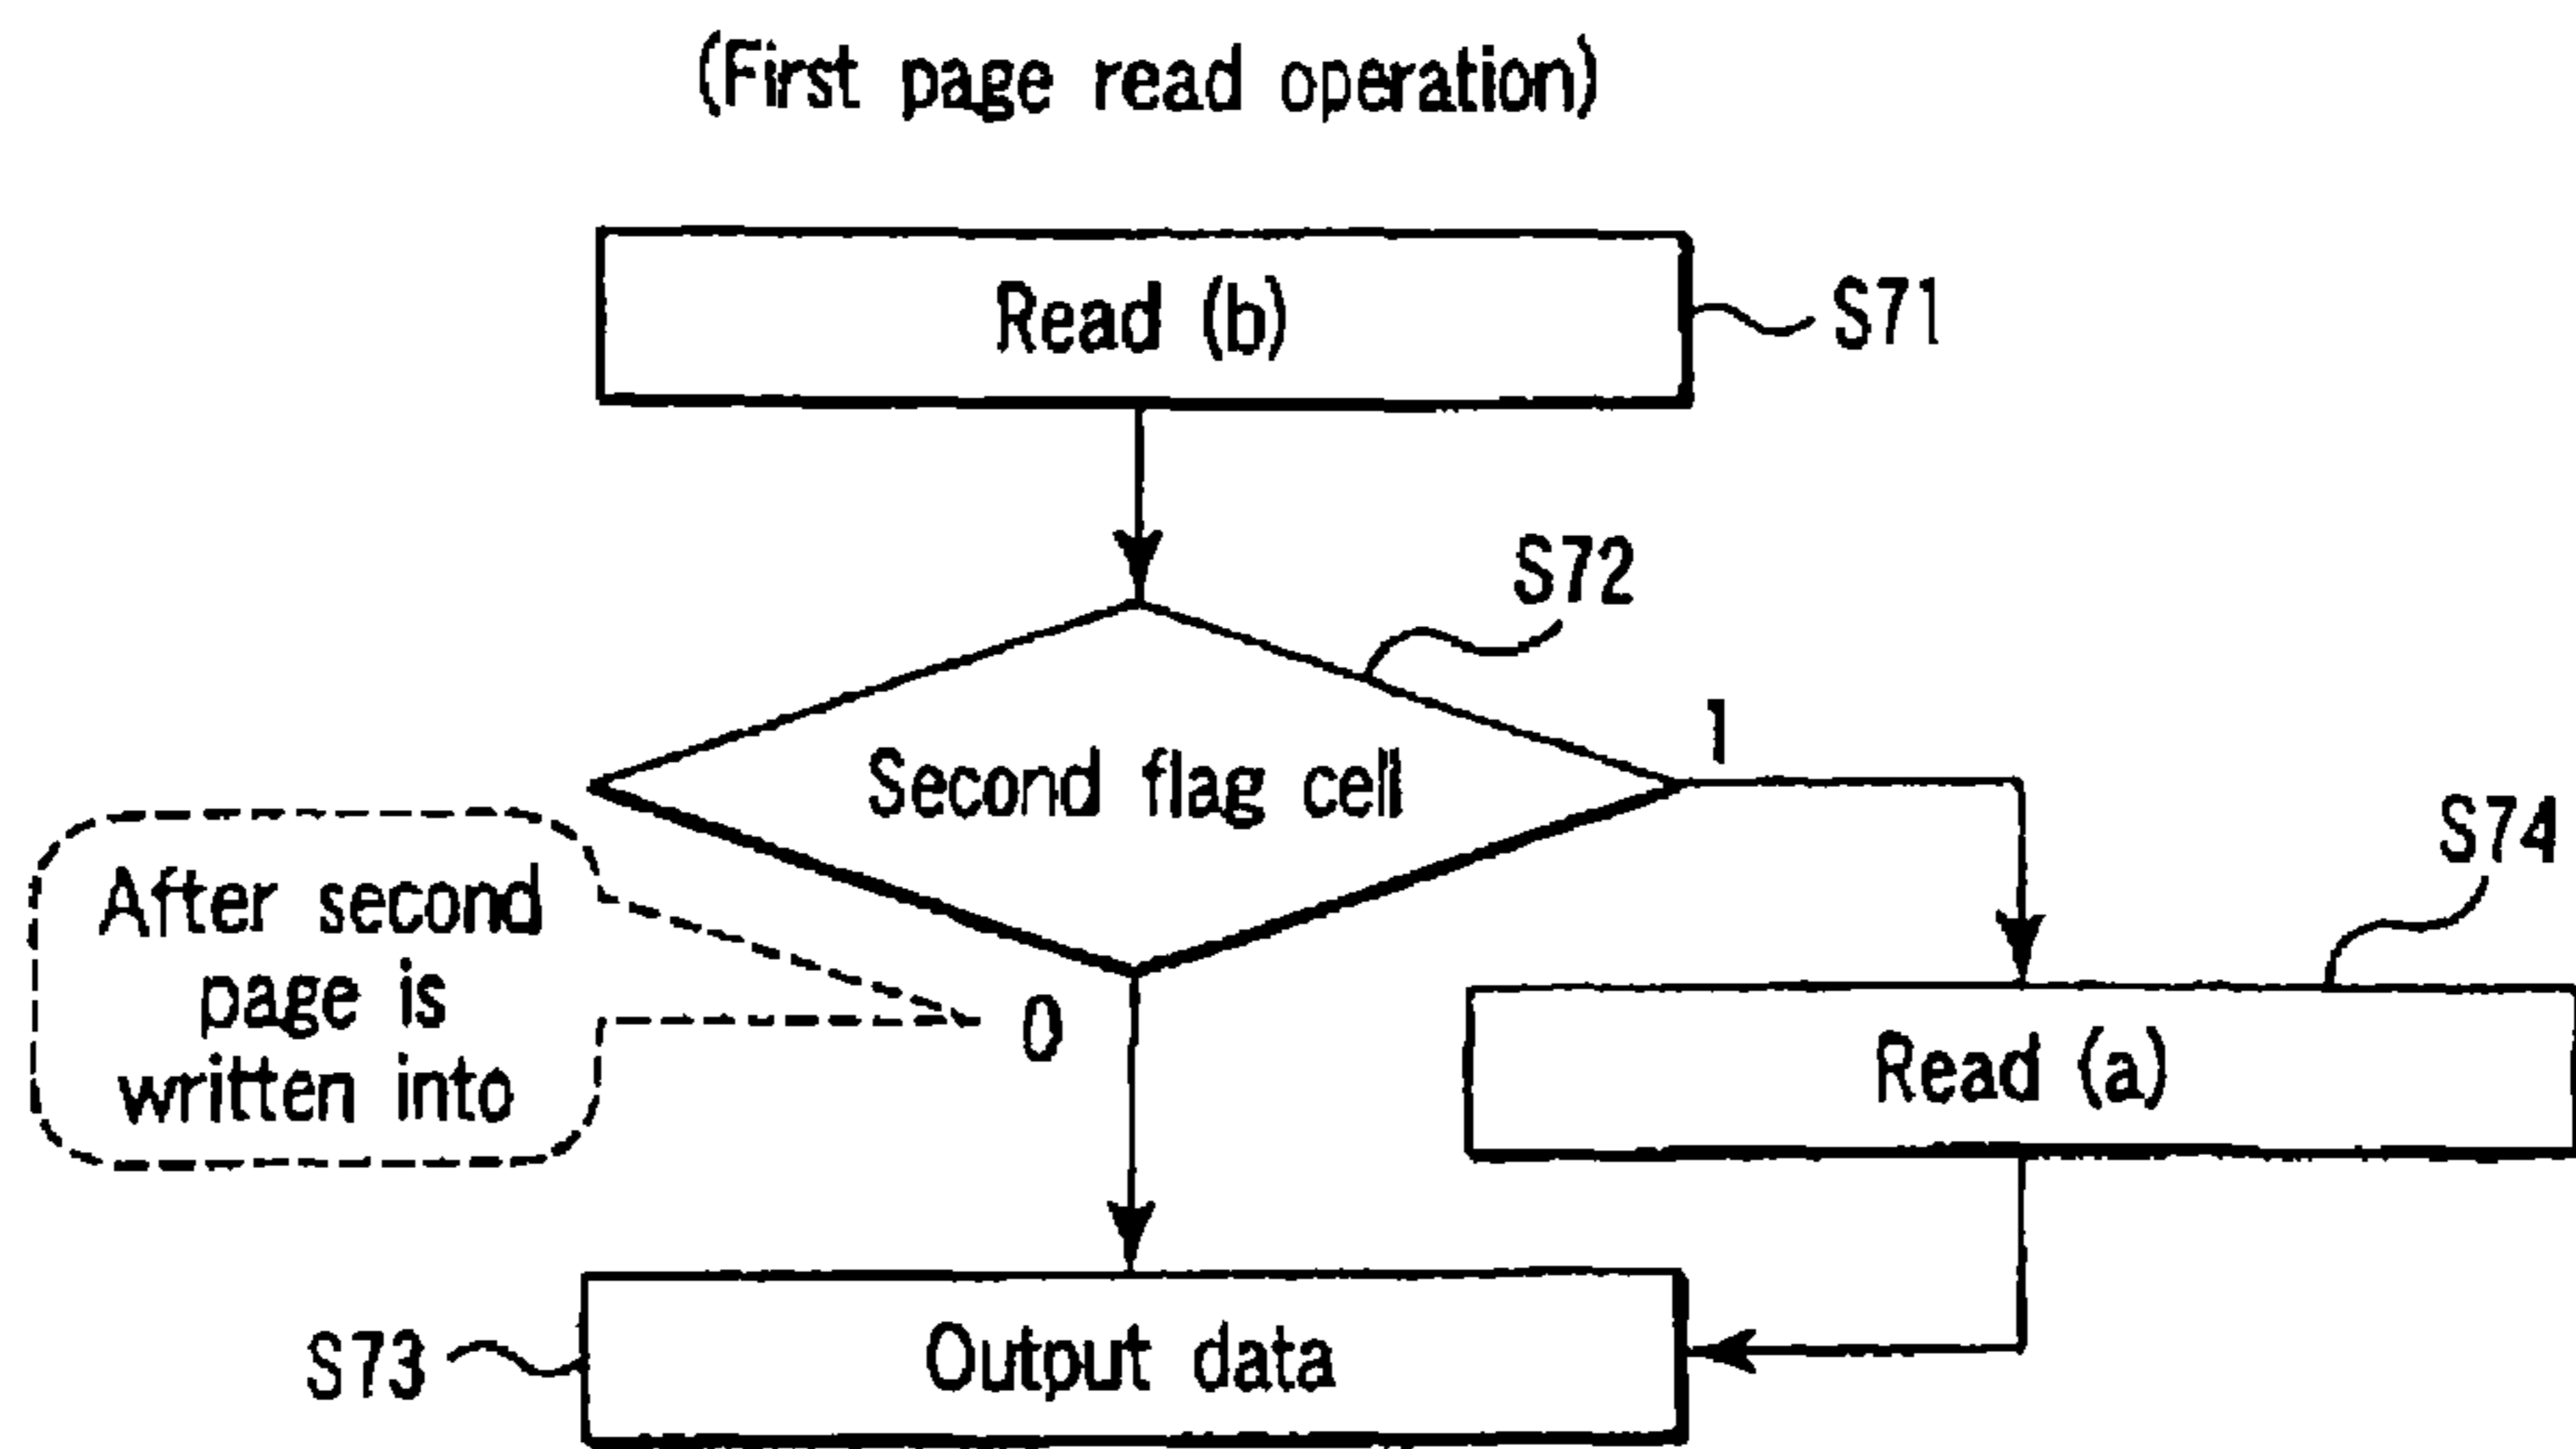 (First page read operation)
Read (b)
S71
S72
Second flag cell
1
S74
After second
page is
written into
0
Read (a)
S73
Output data